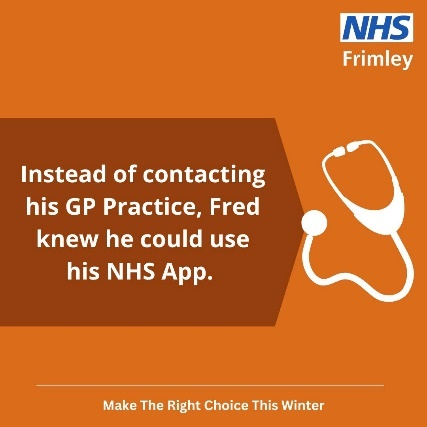 NHS
Frimley
Instead of contacting
his GP Practice, Fred
knew he could use
his NHS App.
Make The Right Choice This Winter